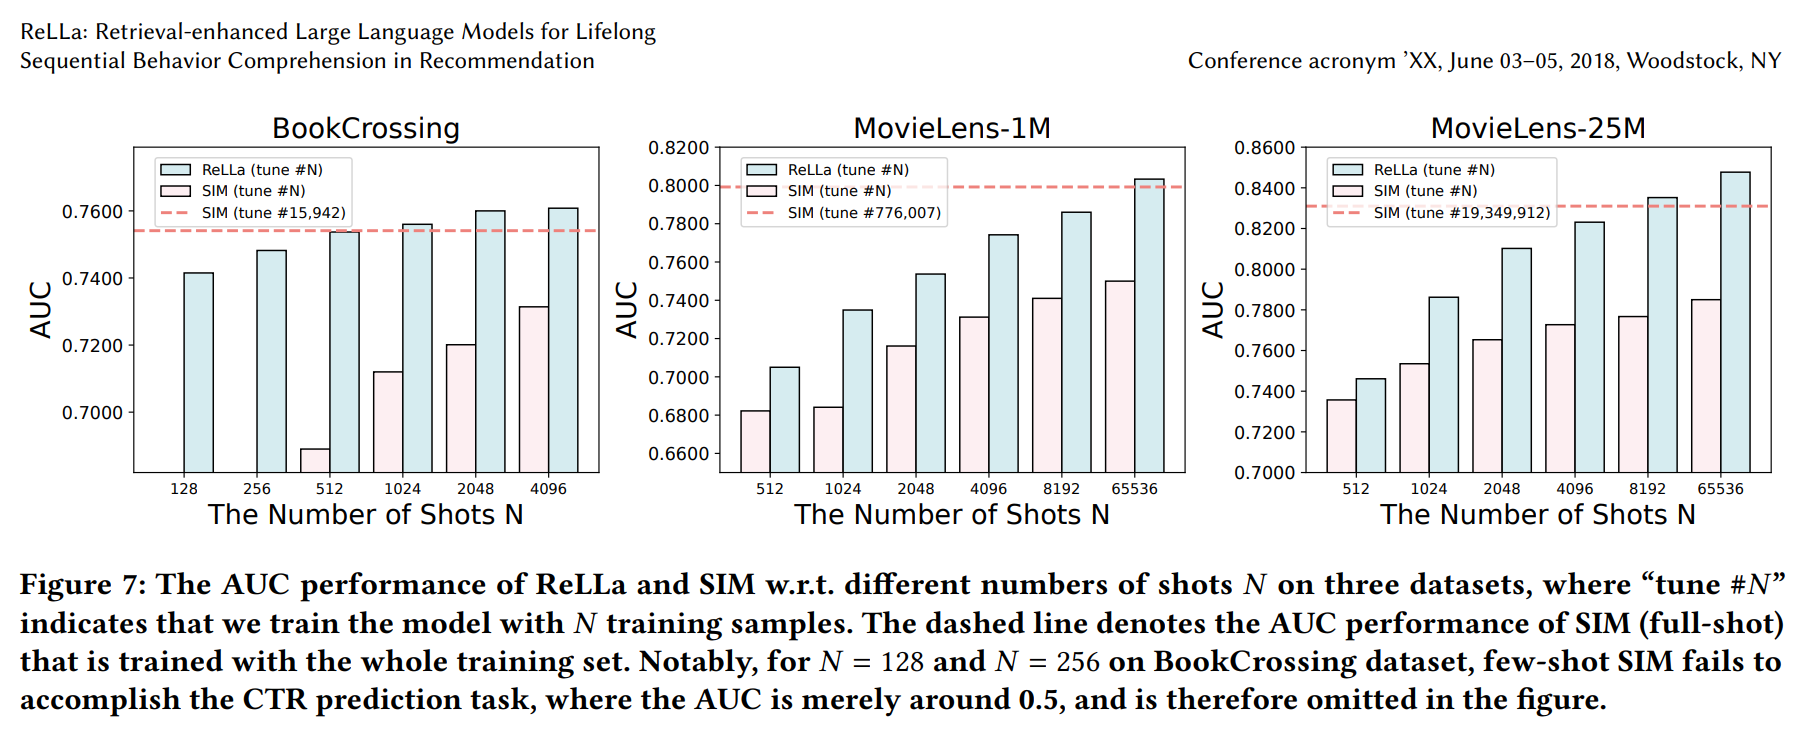 ReLLa: Retrieval-enhanced Large Language Models for Lifelong
Sequential Behavior Comprehension in Recommendation
Conference acronym ’XX, June 03–05, 2018, Woodstock, NY
BookCrossing
ReLLa (tune #N)
SIM (tune #N)
SIM (tune #15,942)
0.7600
0.7400
0.7200
0.7000
AUC
128 256 512 1024 2048 4096
The Number of Shots N
MovieLens-1M
ReLLa (tune #N)
SIM (tune #N)
SIM (tune #776,007)
0.8200
0.8000
0.7800
0.7600
0.7400
0.7200
0.7000
0.6800
0.6600
AUC
512 1024 2048 4096 8192 65536
The Number of Shots N
MovieLens-25M
ReLLa (tune #N)
SIM (tune #N)
SIM (tune #19,349,912)
0.8600
0.8400
0.8200
0.8000
0.7800
0.7600
0.7400
0.7200
0.7000
AUC
512 1024 2048 4096 8192 65536
The Number of Shots N
Figure 7: The AUC performance of ReLLa and SIM w.r.t. different numbers of shots N on three datasets, where “tune #N”
indicates that we train the model with N training samples. The dashed line denotes the AUC performance of SIM (full-shot)
that is trained with the whole training set. Notably, for N = 128 and N = 256 on BookCrossing dataset, few-shot SIM fails to
accomplish the CTR prediction task, where the AUC is merely around 0.5, and is therefore omitted in the figure.